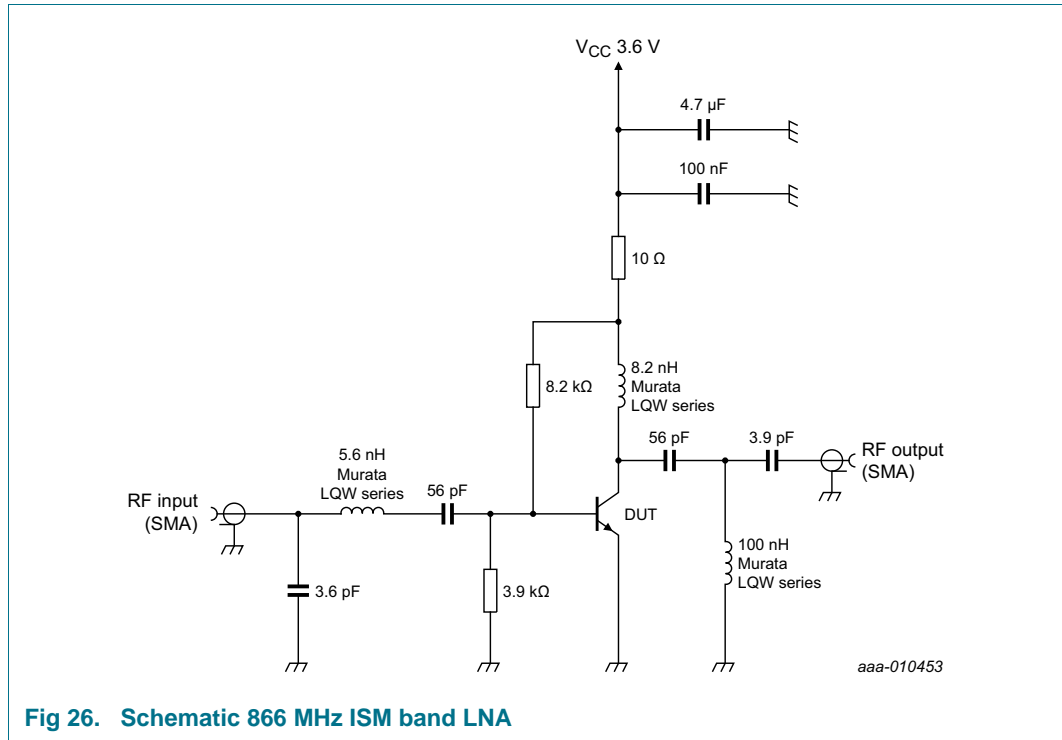 VCC 3.6 V
4.7 μF
100 nF
10 Ω
8.2 kΩ
8.2 nH
Murata
LQW series
56 pF
3.9 pF
RF output
(SMA)
5.6 nH
Murata
LQW series
56 pF
RF input
(SMA)
DUT
100 nH
Murata
LQW series
3.6 pF
3.9 kΩ
aaa-010453
Fig 26. Schematic 866 MHz ISM band LNA